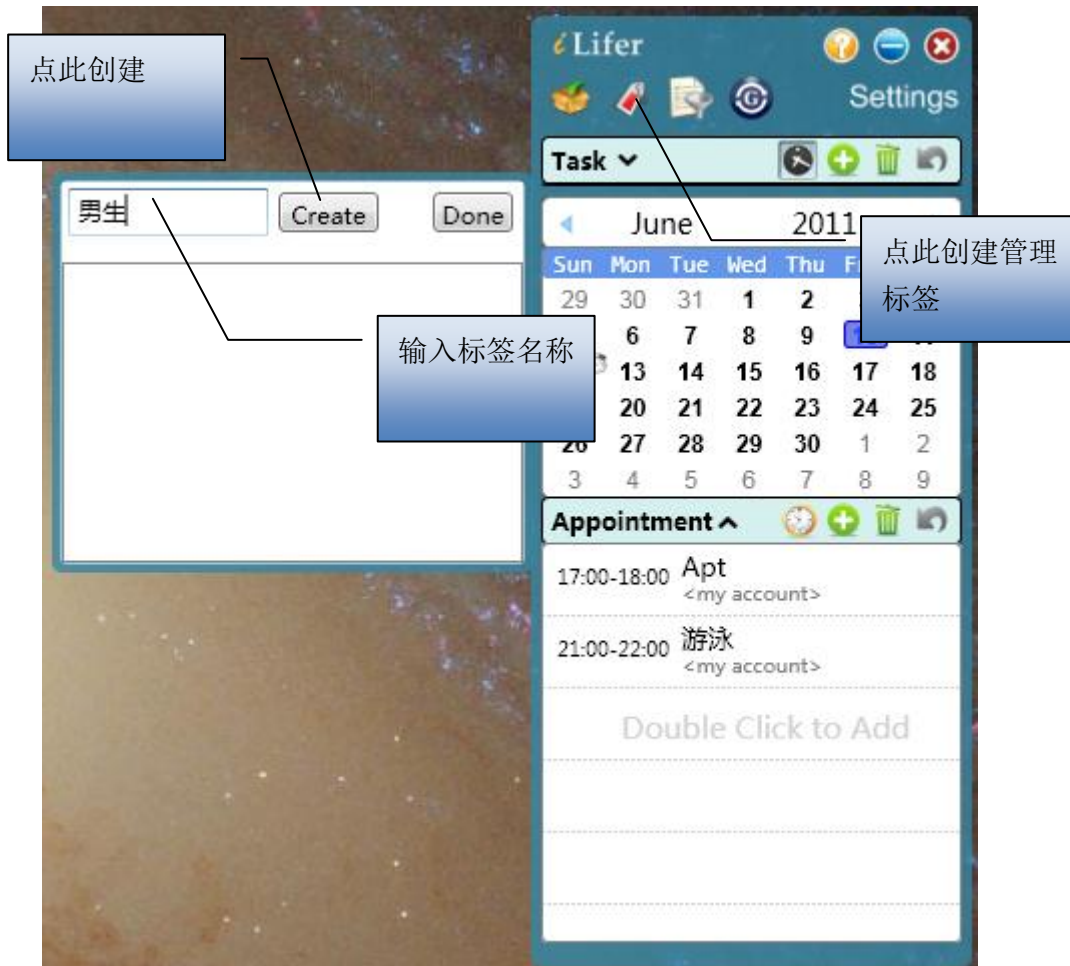 点此创建
iLifer
Settings
Task
男生
Create
Done
June 2011
点此创建管理
标签
Sun Mon Tue Wed Thu
29 30 31 1 2
6 7 8 9
13 14 15 16 17 18
20 21 22 23 24 25
26 27 28 29 30 1 2
3 4 5 6 7 8 9
输入标签名称
Appointment
17:00-18:00 Apt
<my account>
21:00-22:00 游泳
<my account>
Double Click to Add